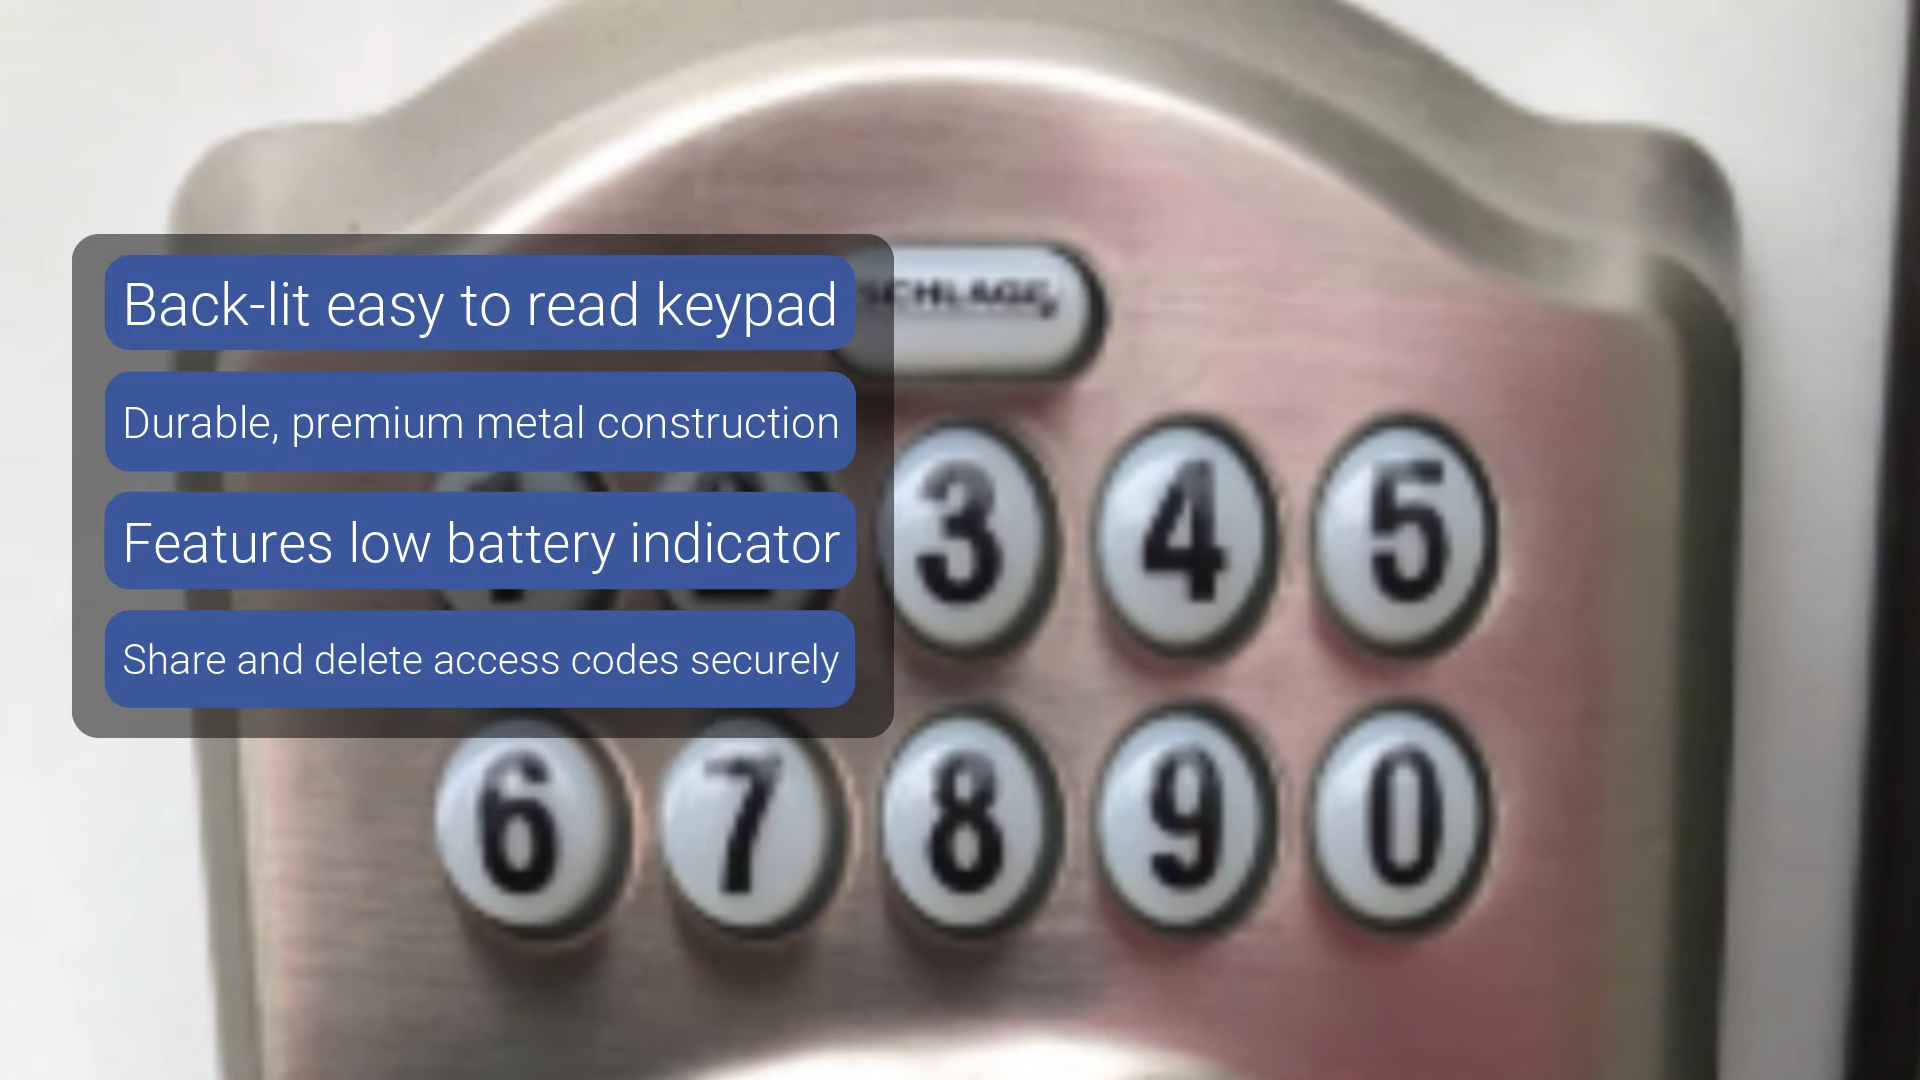 Back-lit easy to read keypad
SCHLAGE
Durable, premium metal construction
Features low battery indicator
Share and delete access codes securely
3 4 5
6 7 8 9 0